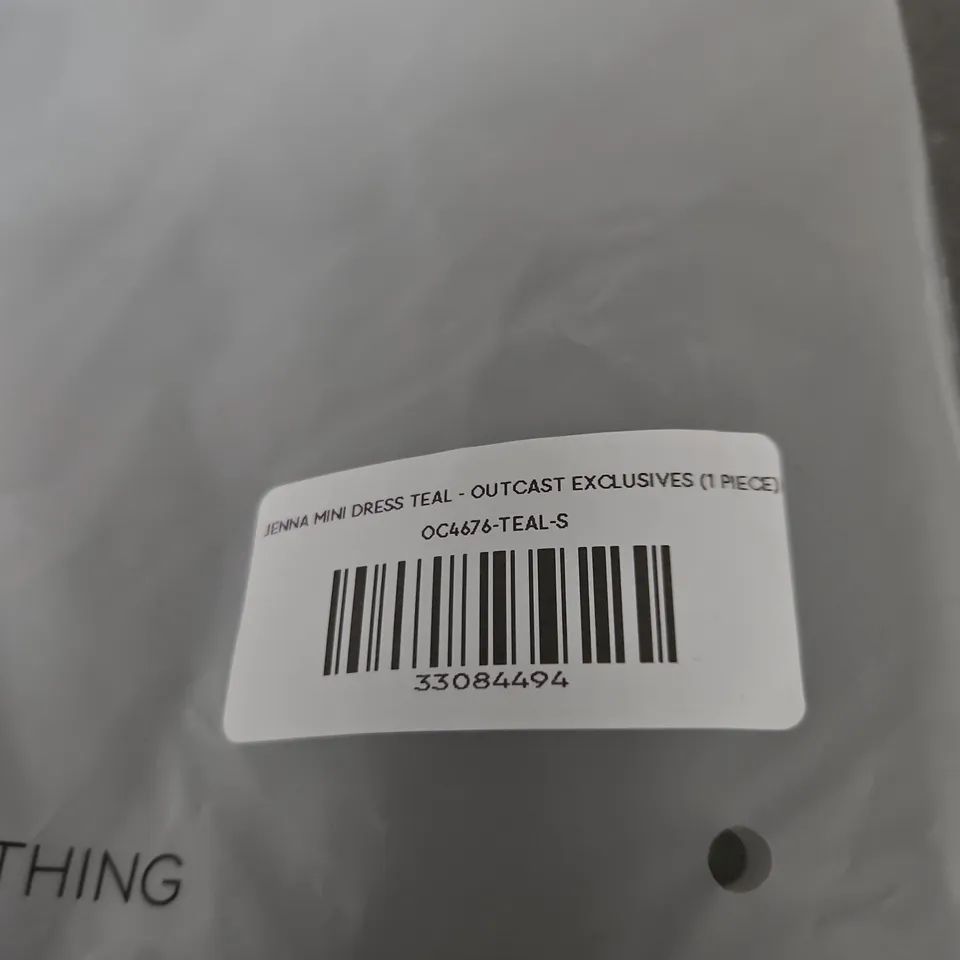 JENNA MINI DRESS TEAL - OUTCAST EXCLUSIVES (1 PIECE)
OC4676-TEAL-S
33084494
THING